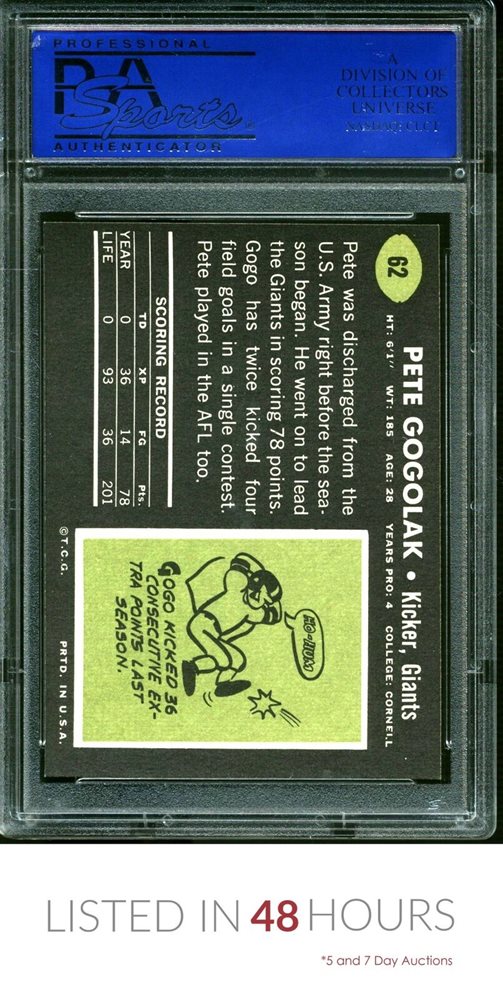 PROFESSIONAL
PSA
Sports
AUTHENTICATOR
A
DIVISION OF
COLLECTORS
UNIVERSE
NASDAQ: CLCT
62
PETE GOGOLAK • Kicker, Giants
HT: 6'1" WT: 185 AGE: 28 YEARS PRO: 4 COLLEGE: CORNELL
Pete was discharged from the
U.S. Army right before the sea-
son began. He went on to lead
the Giants in scoring 78 points.
Gogo has twice kicked four
field goals in a single contest.
Pete played in the AFL too.
SCORING RECORD
TD XP FG Pts.
YEAR 0 36 14 78
LIFE 0 93 36 201
HO-HUM
GOGO KICKED 36
CONSECUTIVE EX-
TRA POINTS LAST
SEASON.
©T.C.G. PRTD. IN U.S.A.
LISTED IN 48 HOURS
*5 and 7 Day Auctions